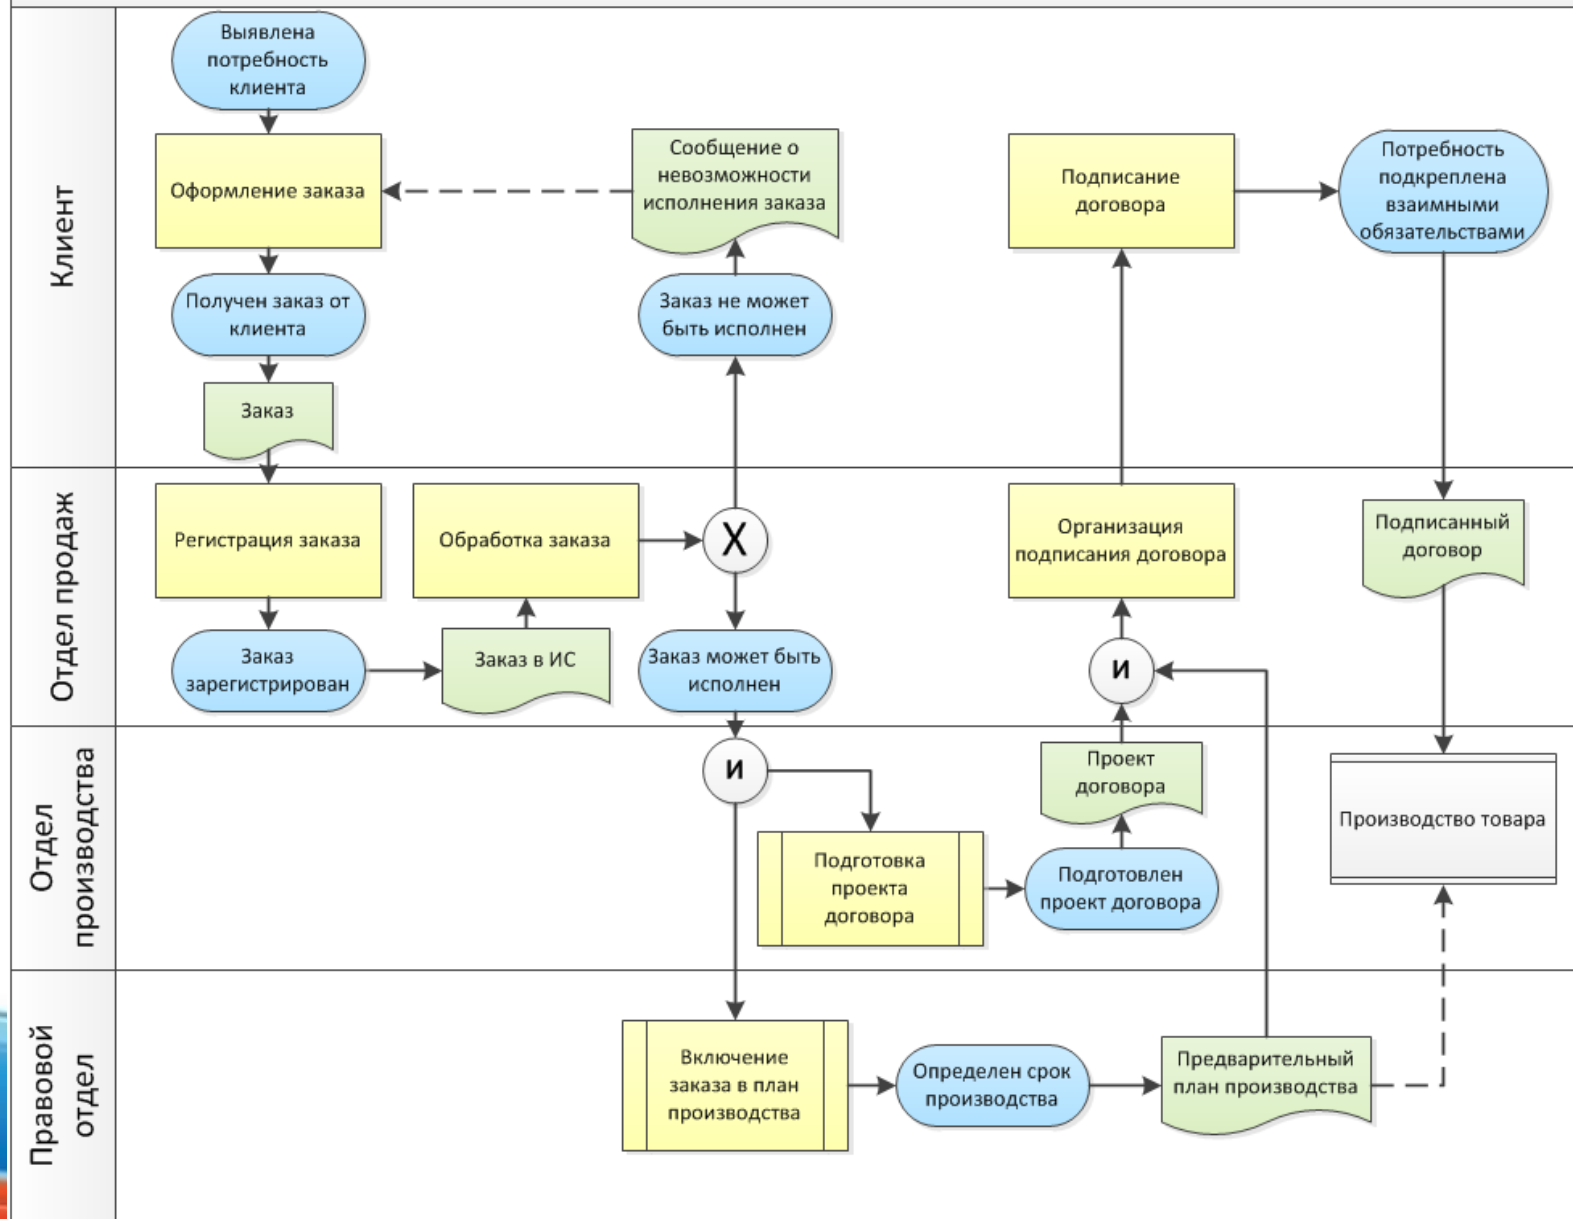 Клиент
Выявлена
потребность
клиента
Оформление заказа
Получен заказ от
клиента
Заказ
Сообщение о
невозможности
исполнения заказа
Заказ не может
быть исполнен
Подписание
договора
Потребность
подкреплена
взаимными
обязательствами
Отдел продаж
Регистрация заказа
Заказ
зарегистрирован
Обработка заказа
Заказ в ИС
X
Заказ может быть
исполнен
Организация
подписания договора
и
Подписанный
договор
Отдел
производства
и
Подготовка
проекта
договора
Проект
договора
Подготовлен
проект договора
Производство товара
Правовой
отдел
Включение
заказа в план
производства
Определен срок
производства
Предварительный
план производства